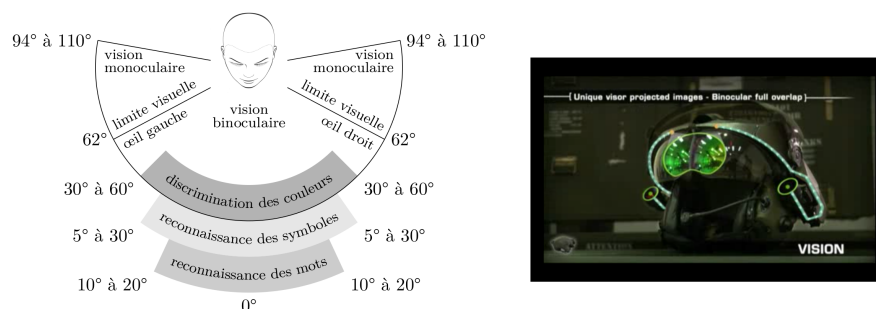 94° à 110°
94° à 110°
vision
monoculaire
vision
monoculaire
limite visuelle
œil gauche
vision
binoculaire
limite visuelle
œil droit
62°
62°
discrimination des couleurs
30° à 60°
30° à 60°
reconnaissance des symboles
5° à 30°
5° à 30°
reconnaissance des mots
10° à 20°
10° à 20°
0°
Unique visor projected images - Binocular full overlap
ATTENTION
VISION